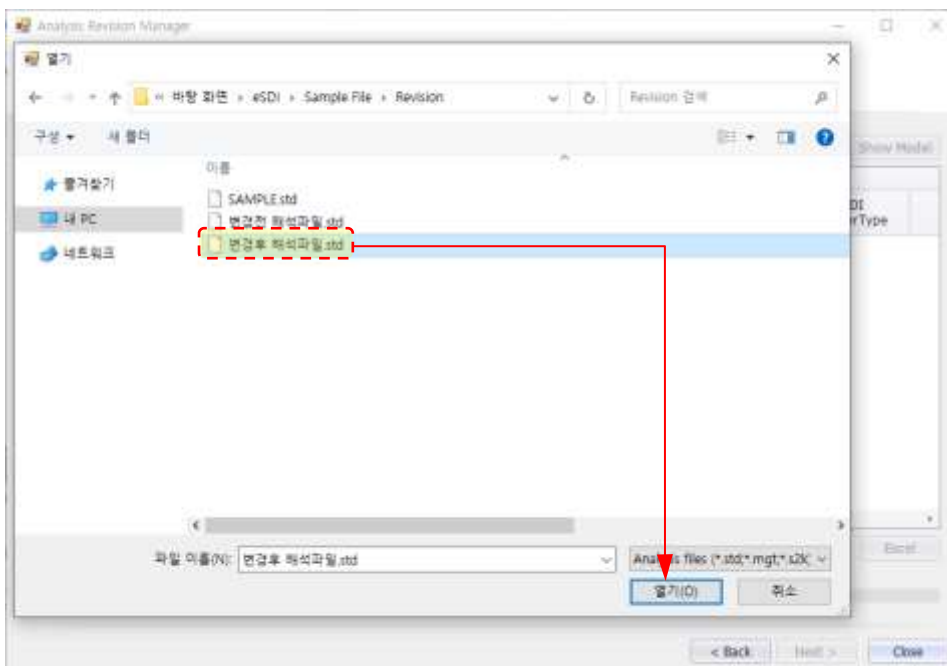 Analysis Revision Manager
열기
« 바탕 화면 › eSDI › Sample File › Revision
Revision 검색
구성
새 폴더
Show Model
이름
즐겨찾기
SAMPLE.std
내 PC
변경전 해석파일.std
DI
rType
변경후 해석파일.std
네트워크
파일 이름(N):
변경후 해석파일.std
Analysis files (*.std;*.mgt;*.s2k;
Excel
열기(O)
취소
< Back
Next >
Close